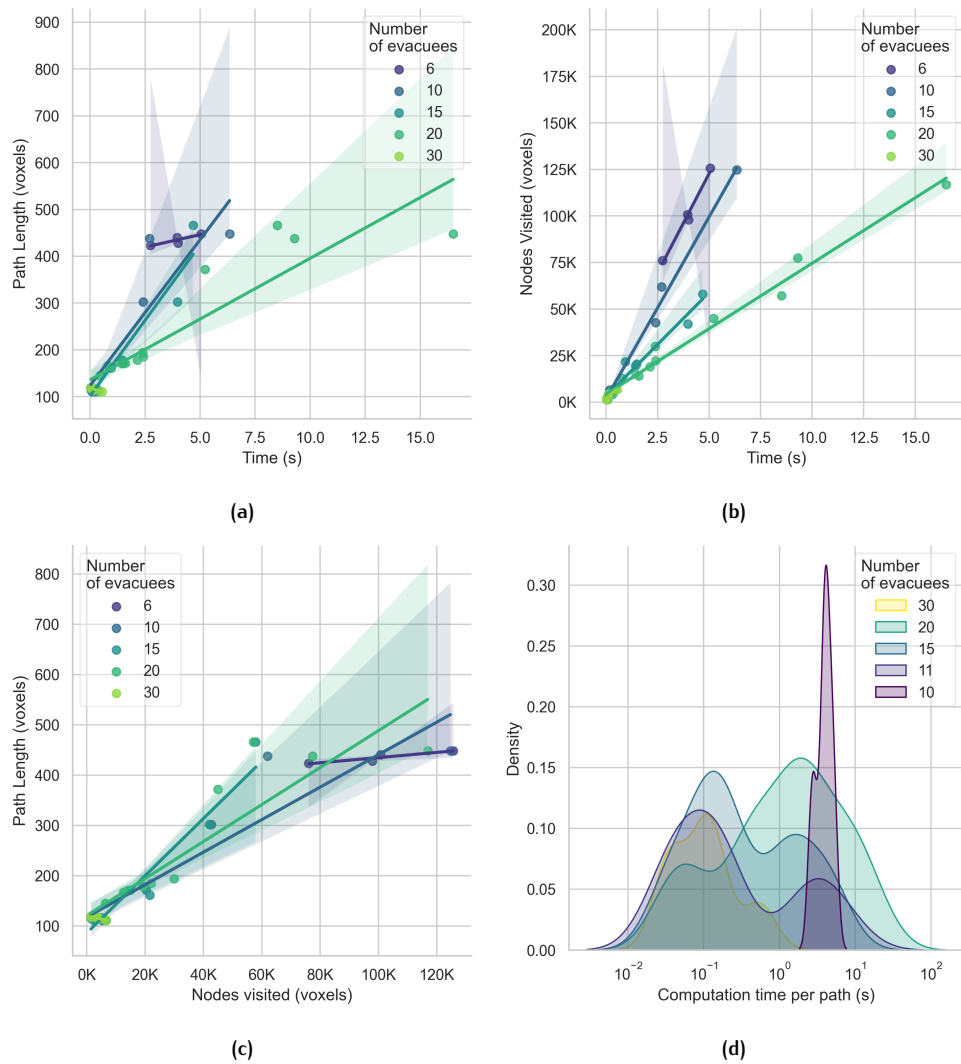 900
800
700
600
500
400
300
200
100
Path Length (voxels)
0.0 2.5 5.0 7.5 10.0 12.5 15.0
Time (s)
Number
of evacuees
6
10
15
20
30
(a)
200K
175K
150K
125K
100K
75K
50K
25K
0K
Nodes Visited (voxels)
0.0 2.5 5.0 7.5 10.0 12.5 15.0
Time (s)
Number
of evacuees
6
10
15
20
30
(b)
800
700
600
500
400
300
200
100
Path Length (voxels)
0K 20K 40K 60K 80K 100K 120K
Nodes visited (voxels)
Number
of evacuees
6
10
15
20
30
(c)
0.30
0.25
0.20
0.15
0.10
0.05
0.00
Density
10⁻² 10⁻¹ 10⁰ 10¹ 10²
Computation time per path (s)
Number
of evacuees
30
20
15
11
10
(d)